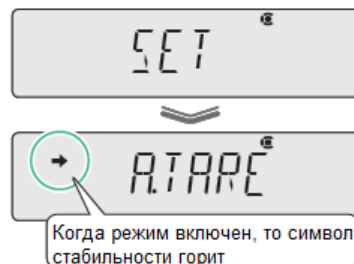 SET
A.TARE
Когда режим включен, то символ
стабильности горит